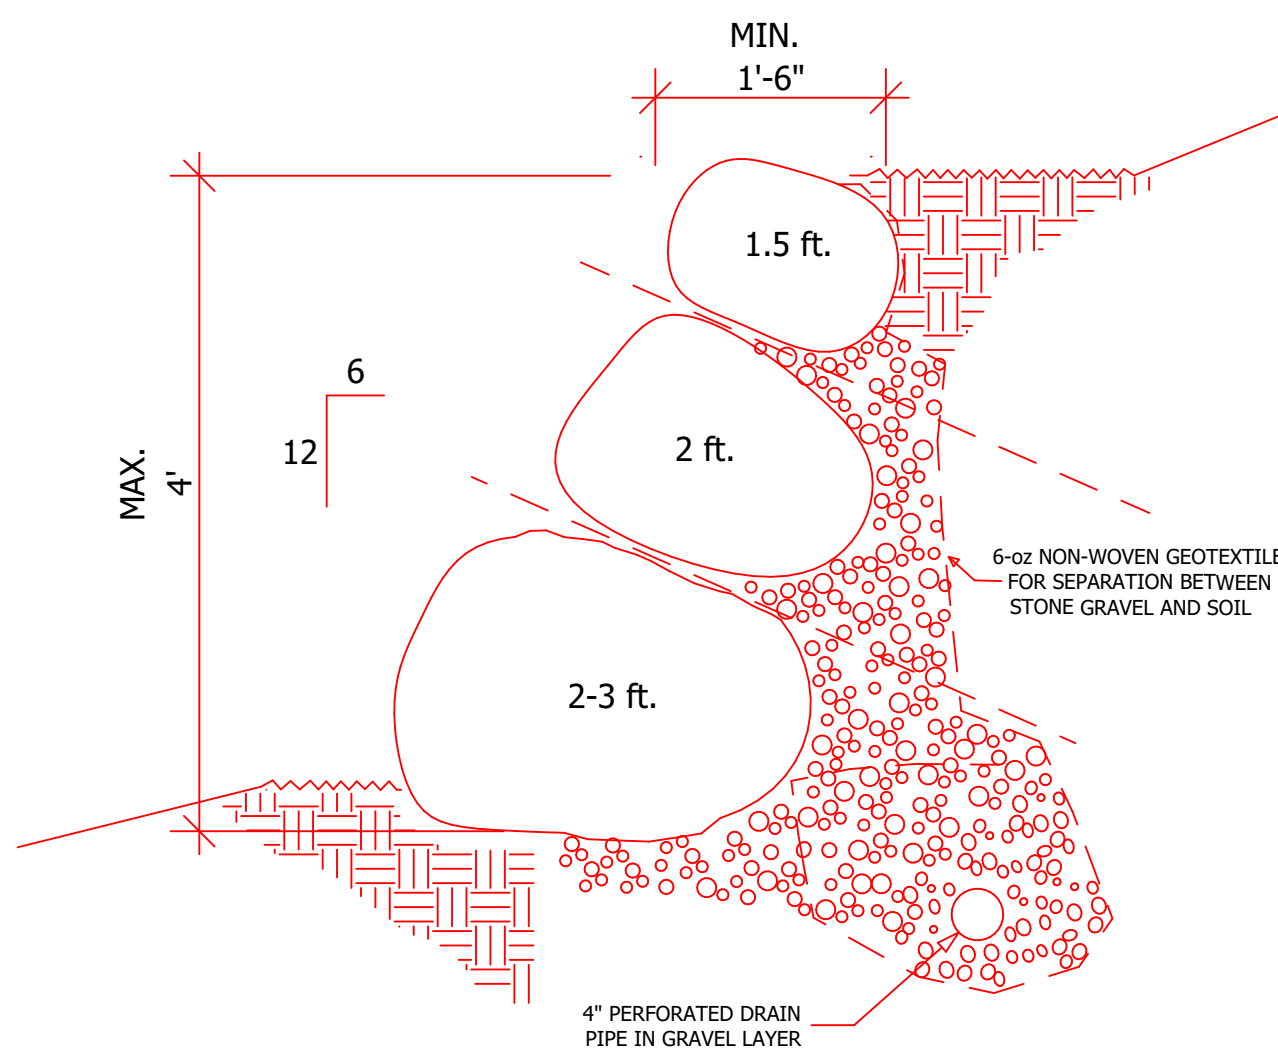 MIN.
1'-6"
1.5 ft.
6
12
MAX.
4'
2 ft.
6-oz NON-WOVEN GEOTEXTILE
FOR SEPARATION BETWEEN
STONE GRAVEL AND SOIL
2-3 ft.
4" PERFORATED DRAIN
PIPE IN GRAVEL LAYER